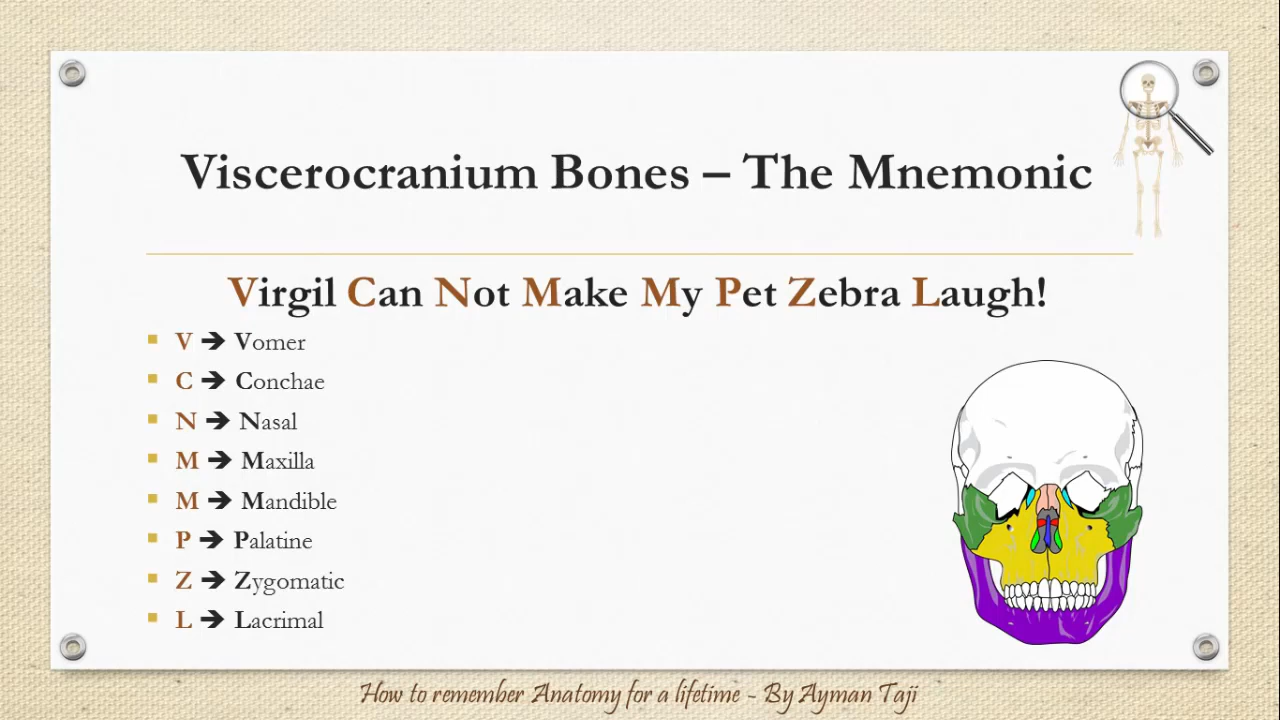 Viscerocranium Bones – The Mnemonic
Virgil Can Not Make My Pet Zebra Laugh!
V ➔ Vomer
C ➔ Conchae
N ➔ Nasal
M ➔ Maxilla
M ➔ Mandible
P ➔ Palatine
Z ➔ Zygomatic
L ➔ Lacrimal
How to remember Anatomy for a lifetime - By Ayman Taji